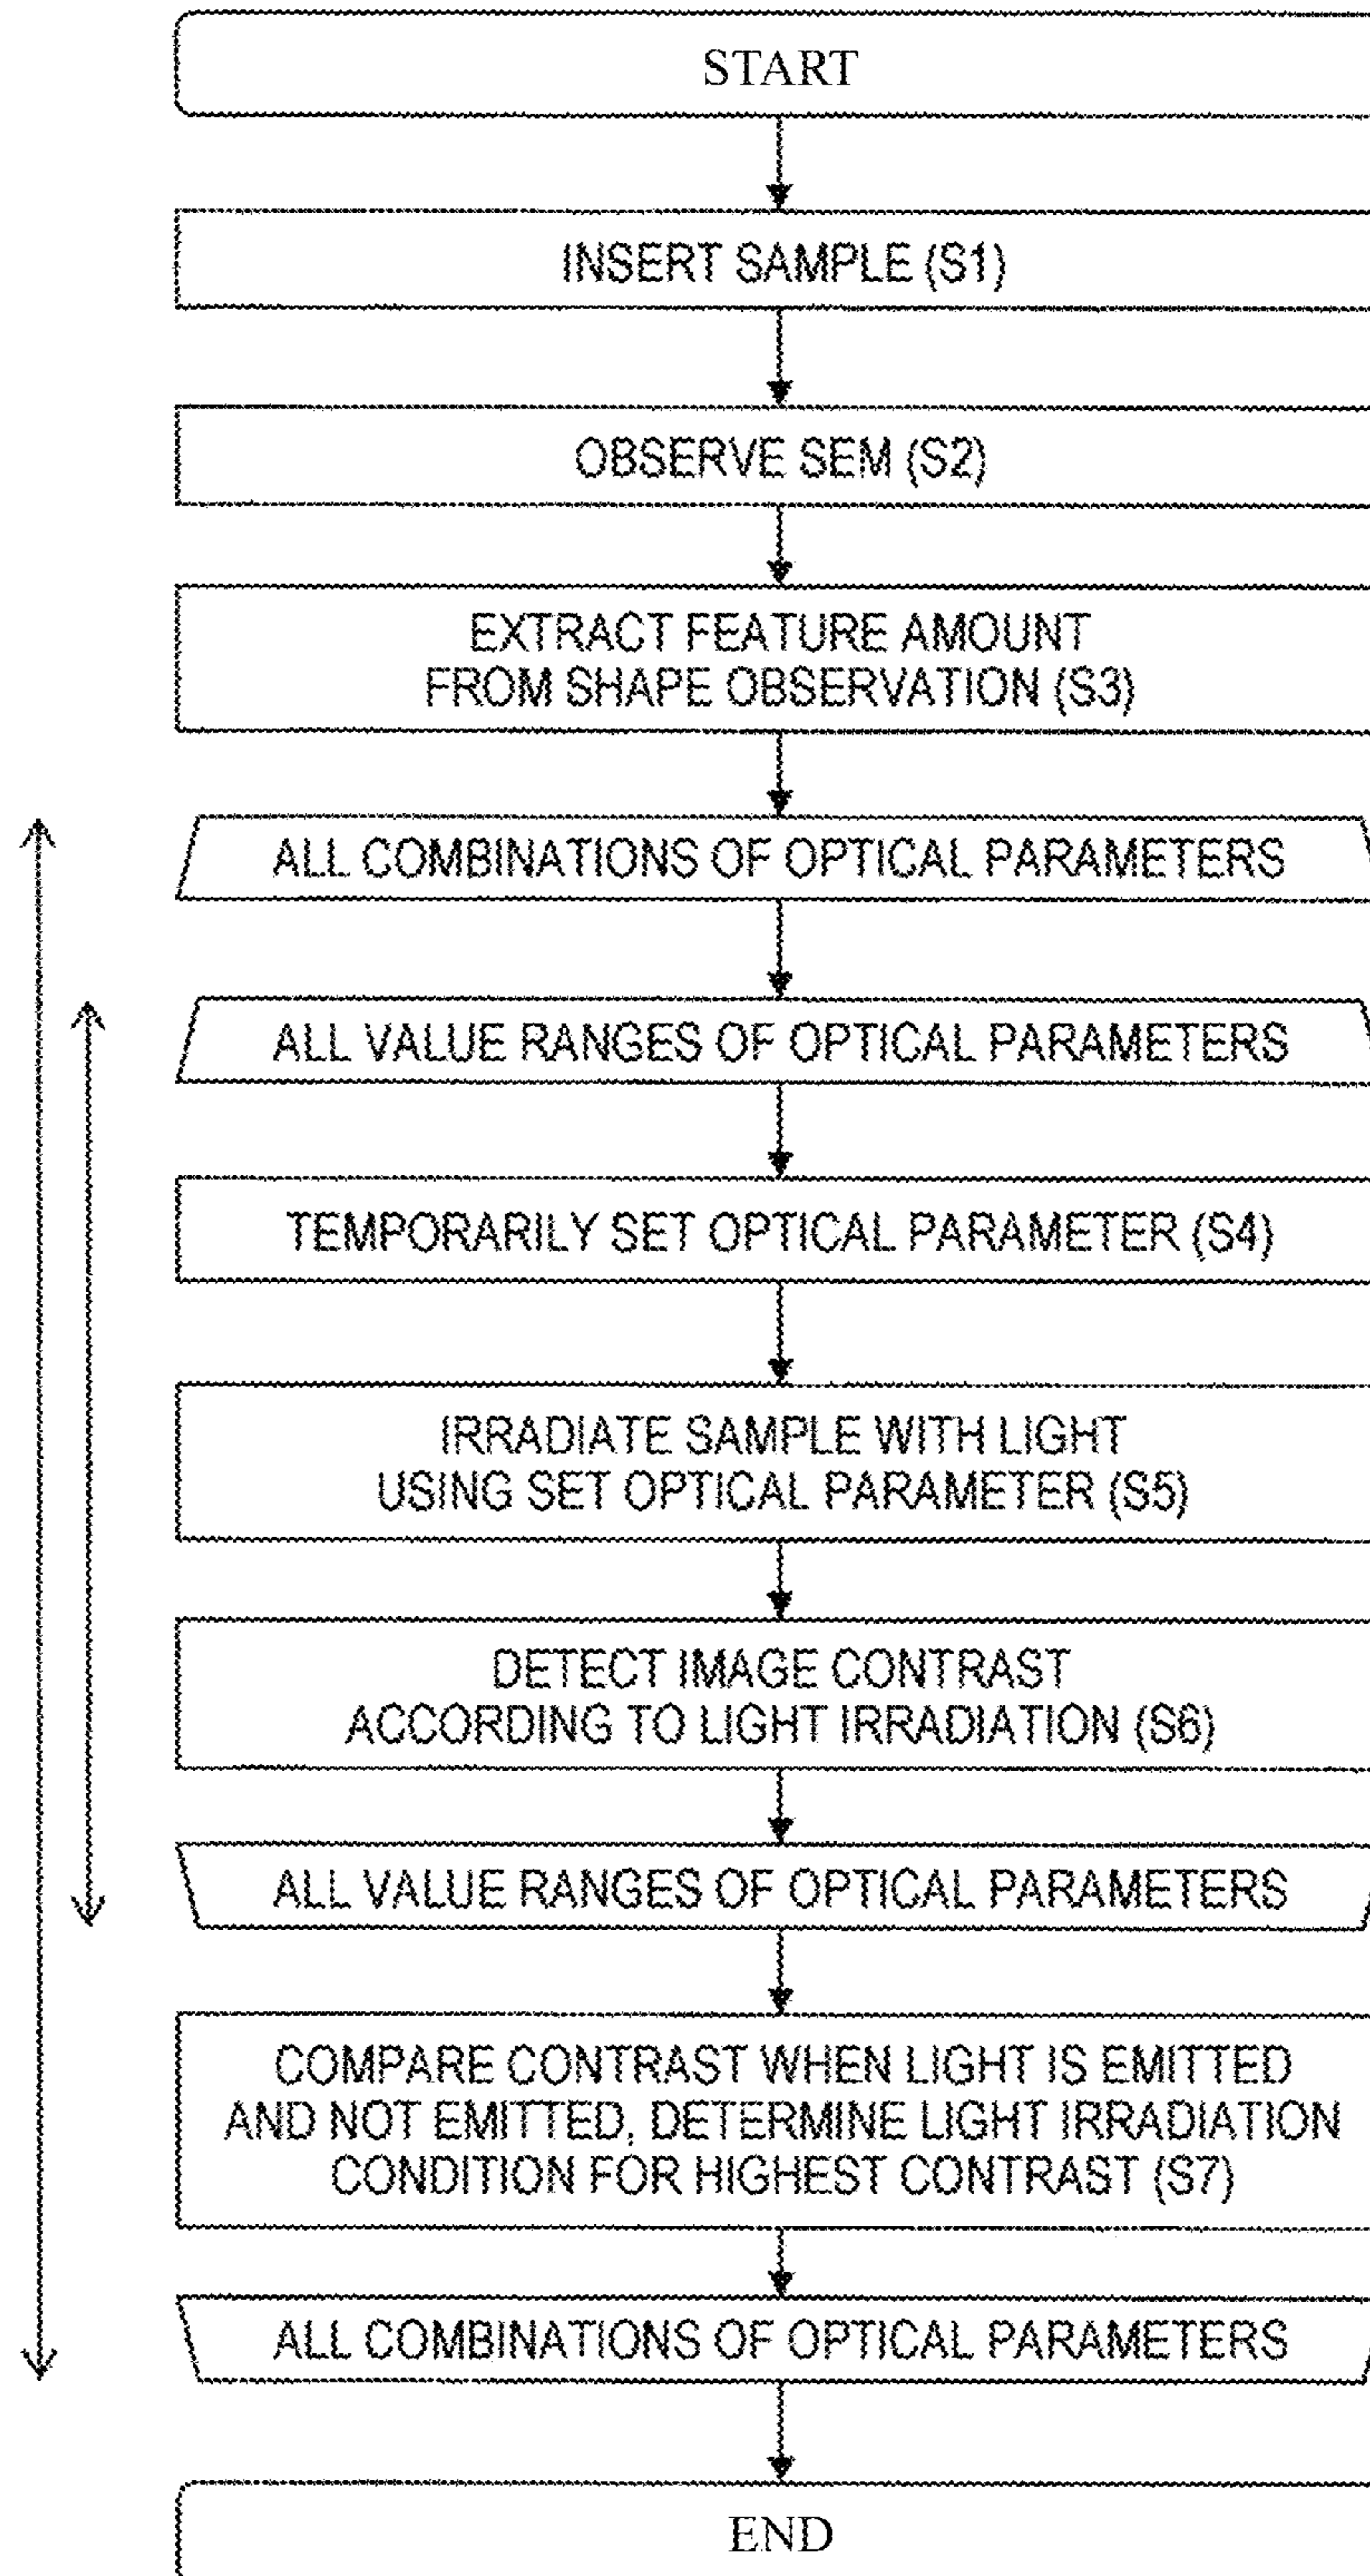 START
INSERT SAMPLE (S1)
OBSERVE SEM (S2)
EXTRACT FEATURE AMOUNT
FROM SHAPE OBSERVATION (S3)
ALL COMBINATIONS OF OPTICAL PARAMETERS
ALL VALUE RANGES OF OPTICAL PARAMETERS
TEMPORARILY SET OPTICAL PARAMETER (S4)
IRRADIATE SAMPLE WITH LIGHT
USING SET OPTICAL PARAMETER (S5)
DETECT IMAGE CONTRAST
ACCORDING TO LIGHT IRRADIATION (S6)
ALL VALUE RANGES OF OPTICAL PARAMETERS
COMPARE CONTRAST WHEN LIGHT IS EMITTED
AND NOT EMITTED, DETERMINE LIGHT IRRADIATION
CONDITION FOR HIGHEST CONTRAST (S7)
ALL COMBINATIONS OF OPTICAL PARAMETERS
END